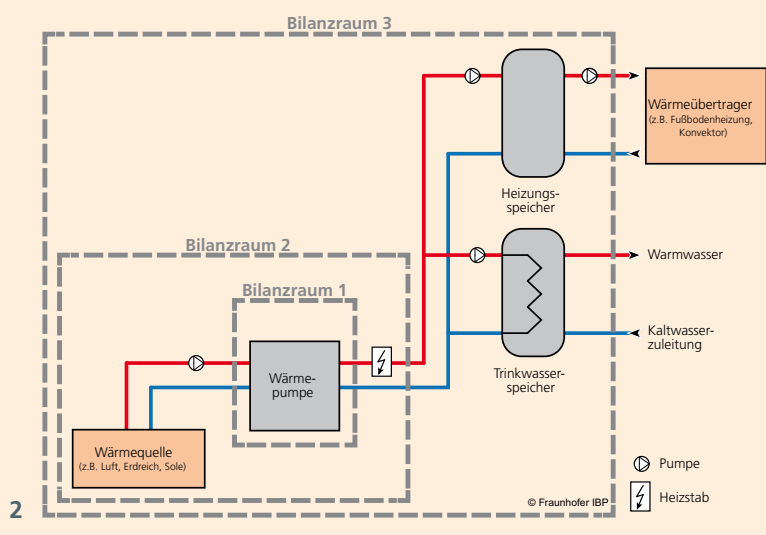 Bilanzraum 3
Wärmeübertrager
(z.B. Fußbodenheizung,
Konvektor)
Heizungs-
speicher
Bilanzraum 2
Warmwasser
Bilanzraum 1
Kaltwasser-
zuleitung
Wärme-
pumpe
Trinkwasser-
speicher
Wärmequelle
(z.B. Luft, Erdreich, Sole)
Pumpe
Heizstab
© Fraunhofer IBP
2